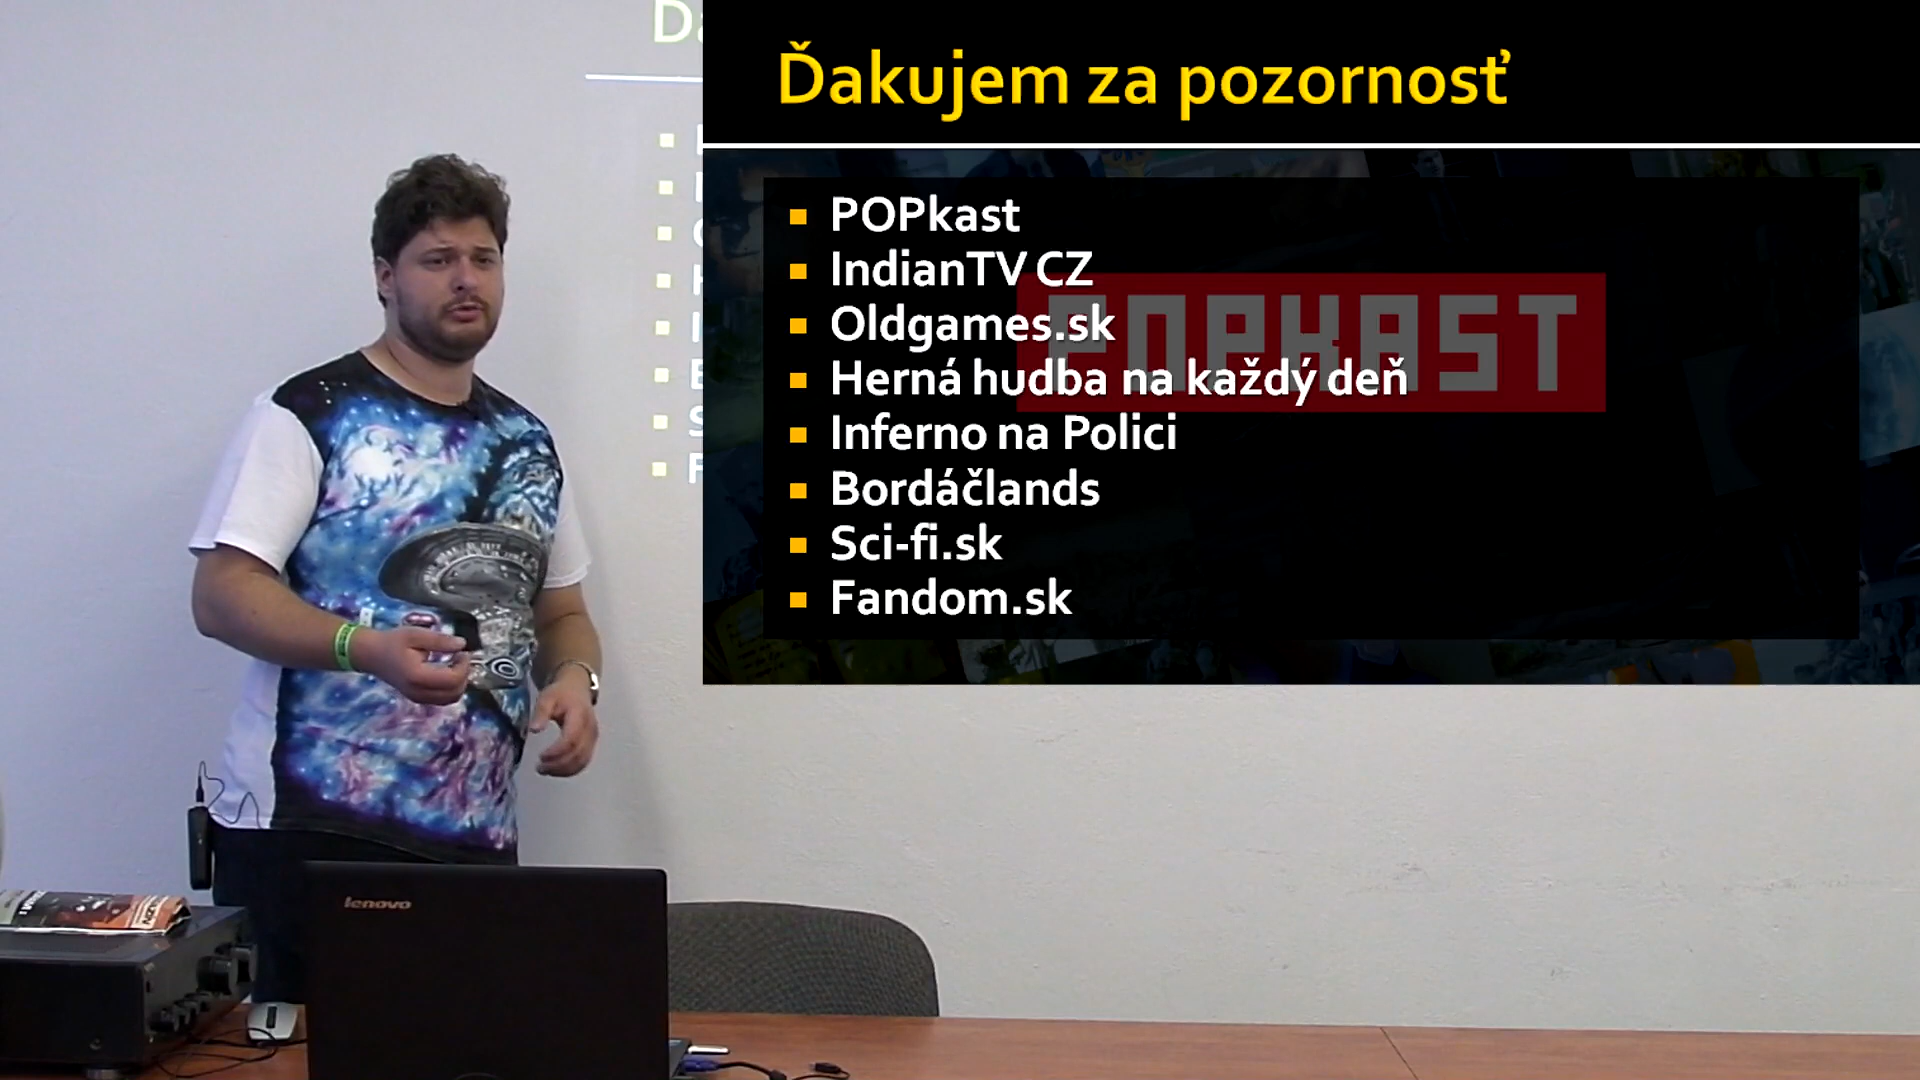 Ďakujem za pozornosť
POPkast
IndianTV CZ
Oldgames.sk
Herná hudba na každý deň
Inferno na Polici
Bordáčlands
Sci-fi.sk
Fandom.sk
POPKAST
lenovo